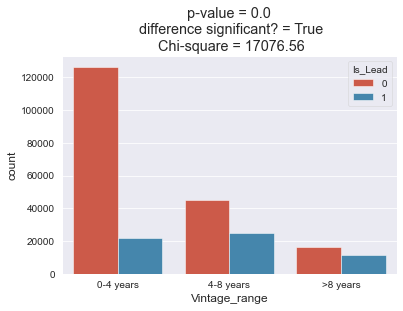 p-value = 0.0
difference significant? = True
Chi-square = 17076.56
Is_Lead
0
1
120000
100000
80000
60000
40000
20000
0
count
0-4 years
4-8 years
>8 years
Vintage_range